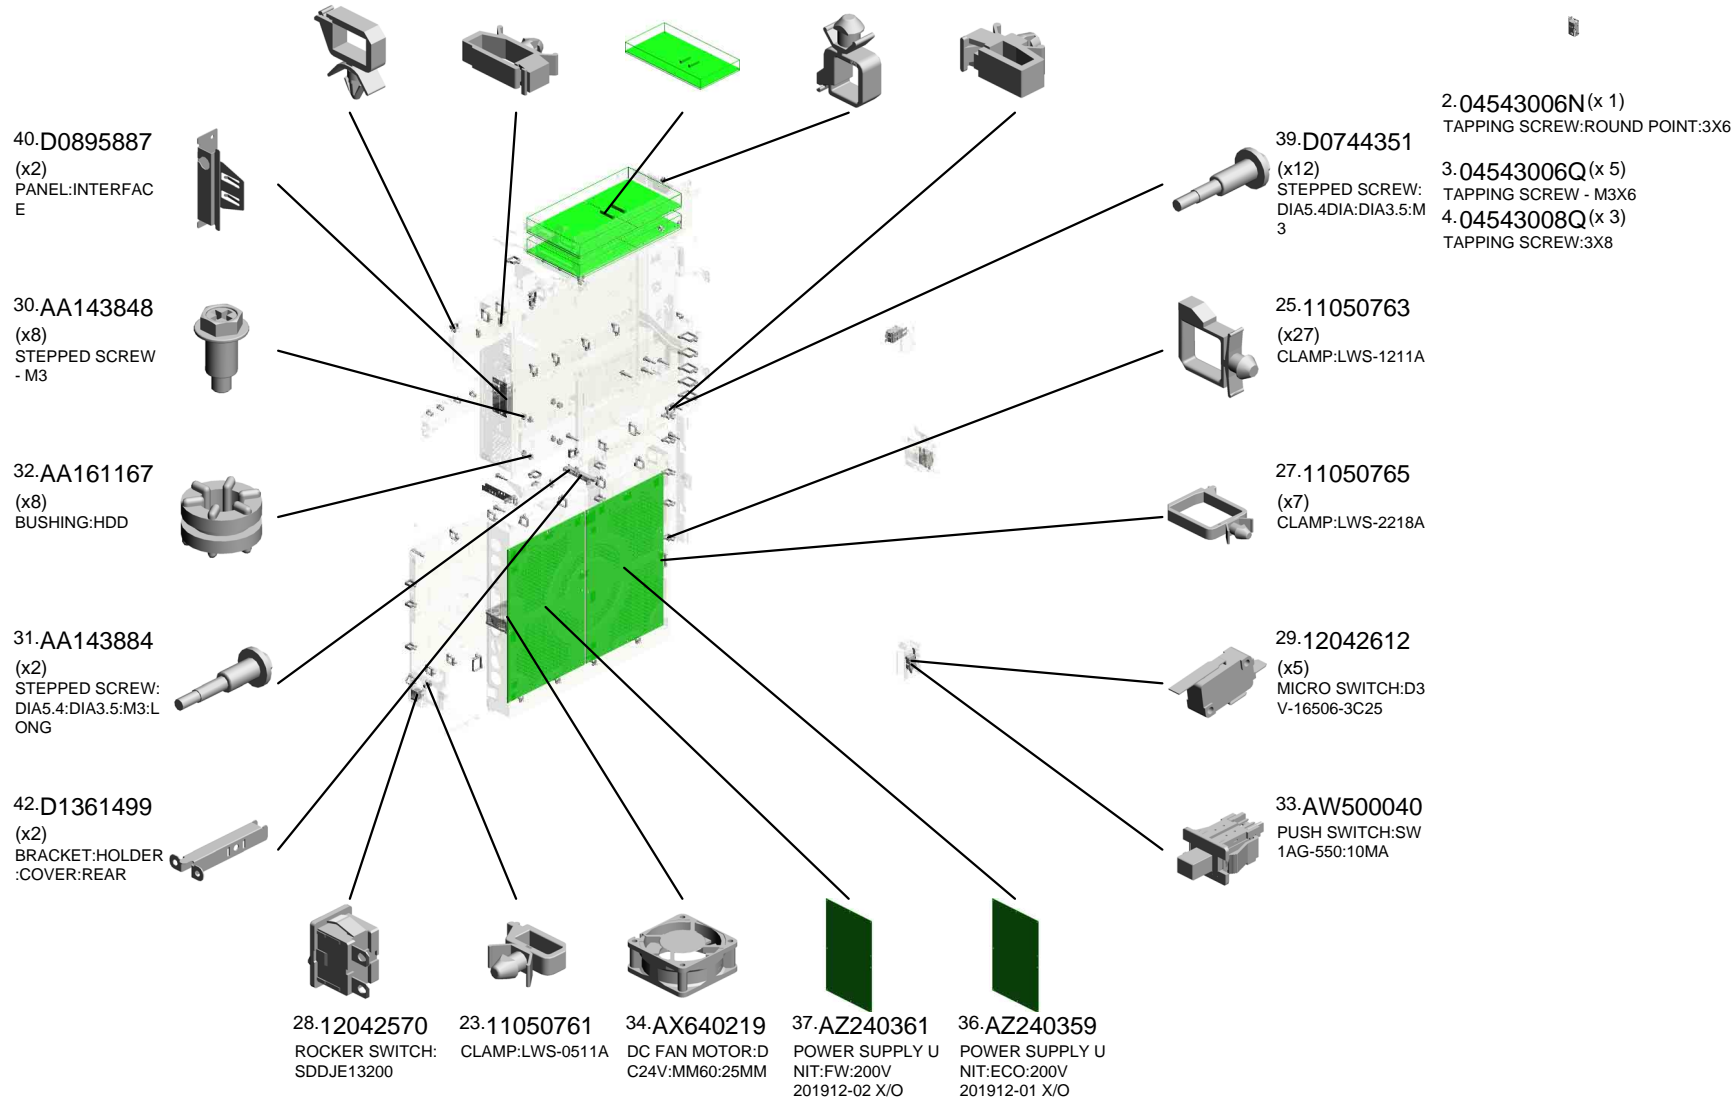 40.D0895887
(x2)
PANEL:INTERFAC
E
30.AA143848
(x8)
STEPPED SCREW
- M3
32.AA161167
(x8)
BUSHING:HDD
31.AA143884
(x2)
STEPPED SCREW:
DIA5.4:DIA3.5:M3:L
ONG
42.D1361499
(x2)
BRACKET:HOLDER
:COVER:REAR
28.12042570
ROCKER SWITCH:
SDDJE13200
23.11050761
CLAMP:LWS-0511A
34.AX640219
DC FAN MOTOR:D
C24V:MM60:25MM
37.AZ240361
POWER SUPPLY U
NIT:FW:200V
201912-02 X/O
36.AZ240359
POWER SUPPLY U
NIT:ECO:200V
201912-01 X/O
39.D0744351
(x12)
STEPPED SCREW:
DIA5.4DIA:DIA3.5:M
3
25.11050763
(x27)
CLAMP:LWS-1211A
27.11050765
(x7)
CLAMP:LWS-2218A
29.12042612
(x5)
MICRO SWITCH:D3
V-16506-3C25
33.AW500040
PUSH SWITCH:SW
1AG-550:10MA
2.04543006N(x 1)
TAPPING SCREW:ROUND POINT:3X6
3.04543006Q(x 5)
TAPPING SCREW - M3X6
4.04543008Q(x 3)
TAPPING SCREW:3X8